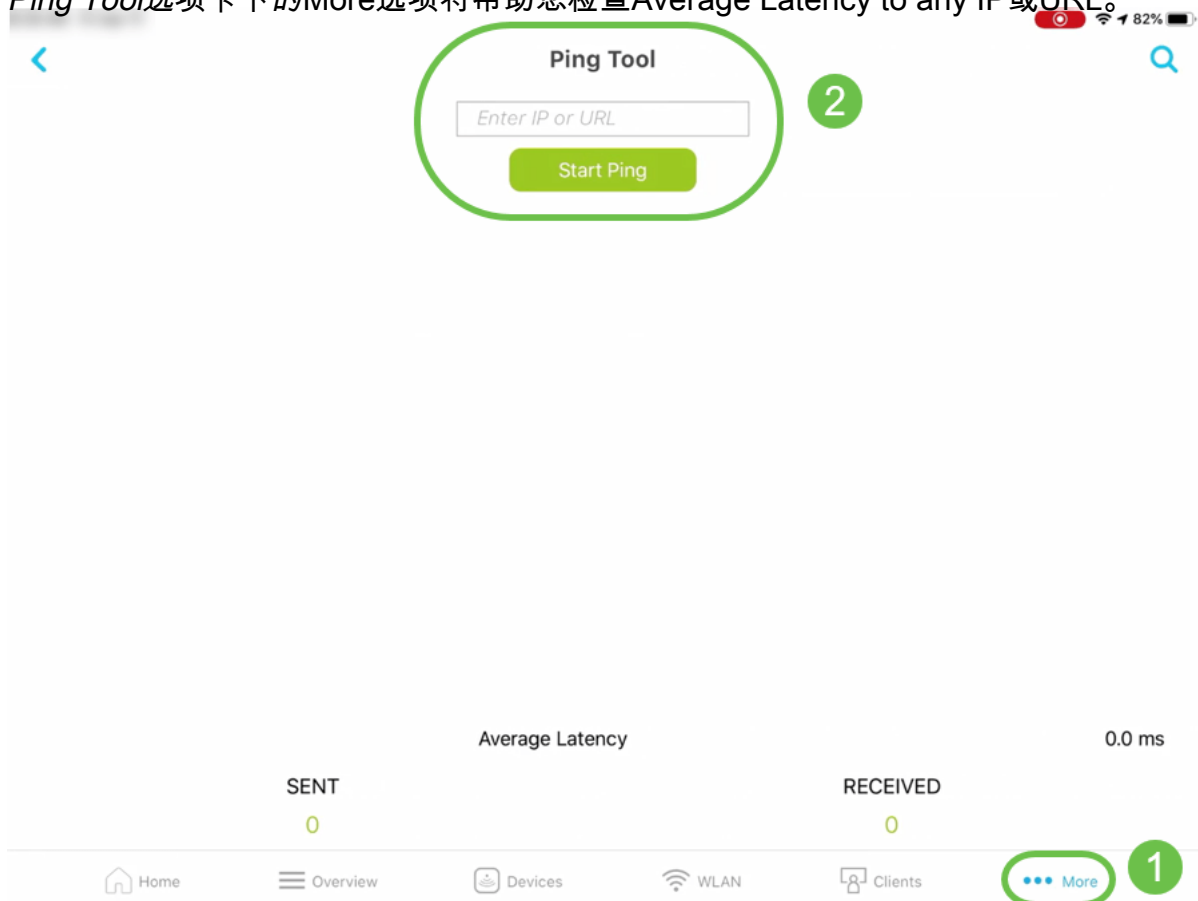 Ping Tool选项卡下的More选项将帮助您检查Average Latency to any IP或URL。
82%
Ping Tool
2
Enter IP or URL
Start Ping
Average Latency 0.0 ms
SENT RECEIVED
0 0
Home Overview Devices WLAN Clients More 1